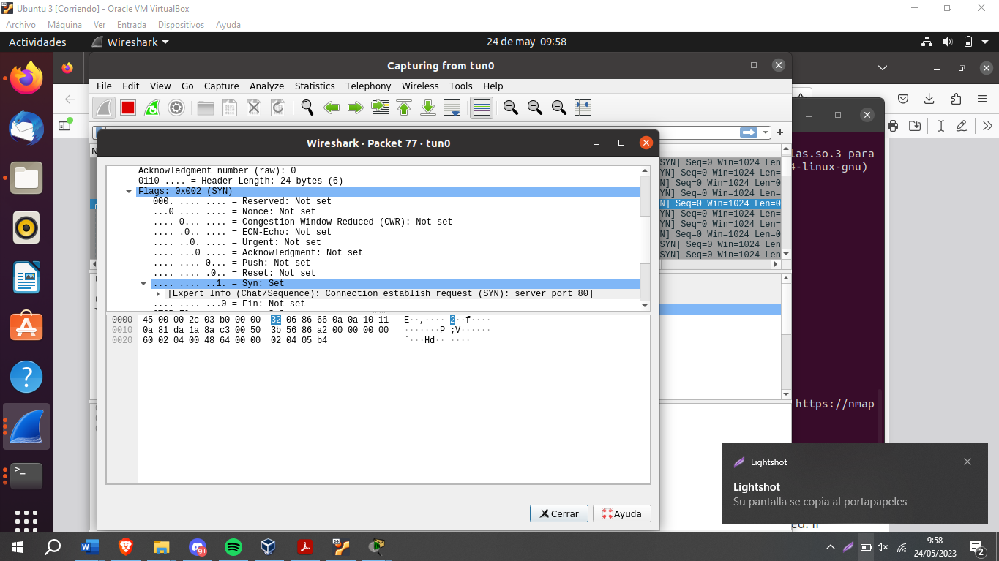 Ubuntu 3 [Corriendo] - Oracle VM VirtualBox
Archivo Máquina Ver Entrada Dispositivos Ayuda
Actividades Wireshark 24 de may 09:58
Capturing from tun0
File Edit View Go Capture Analyze Statistics Telephony Wireless Tools Help
Wireshark · Packet 77 · tun0
Acknowledgment number (raw): 0
0110 .... = Header Length: 24 bytes (6)
Flags: 0x002 (SYN)
000. .... .... = Reserved: Not set
...0 .... .... = Nonce: Not set
.... 0... .... = Congestion Window Reduced (CWR): Not set
.... .0.. .... = ECN-Echo: Not set
.... ..0. .... = Urgent: Not set
.... ...0 .... = Acknowledgment: Not set
.... .... 0... = Push: Not set
.... .... .0.. = Reset: Not set
.... .... ..1. = Syn: Set
[Expert Info (Chat/Sequence): Connection establish request (SYN): server port 80]
.... .... ...0 = Fin: Not set
0000 45 00 00 2c 03 b0 00 00 32 06 86 66 0a 0a 10 11 E··,···· 2··f····
0010 0a 81 da 1a 8a c3 00 50 3b 56 86 a2 00 00 00 00 ·······P ;V······
0020 60 02 04 00 48 64 00 00 02 04 05 b4 `···Hd·· ····
Cerrar
Ayuda
[SYN] Seq=0 Win=1024 Len=
SYN] Seq=0 Win=1024 Len=
SYN] Seq=0 Win=1024 Len=
SYN] Seq=0 Win=1024 Len=
N] Seq=0 Win=1024 Len=0
YN] Seq=0 Win=1024 Len=
YN] Seq=0 Win=1024 Len=
N] Seq=0 Win=1024 Len=0
SYN] Seq=0 Win=1024 Len=
SYN] Seq=0 Win=1024 Len
las.so.3 para
4-linux-gnu)
https://nmap
Lightshot
Lightshot
Su pantalla se copia al portapapeles
9+
64
9:58
24/05/2023
2